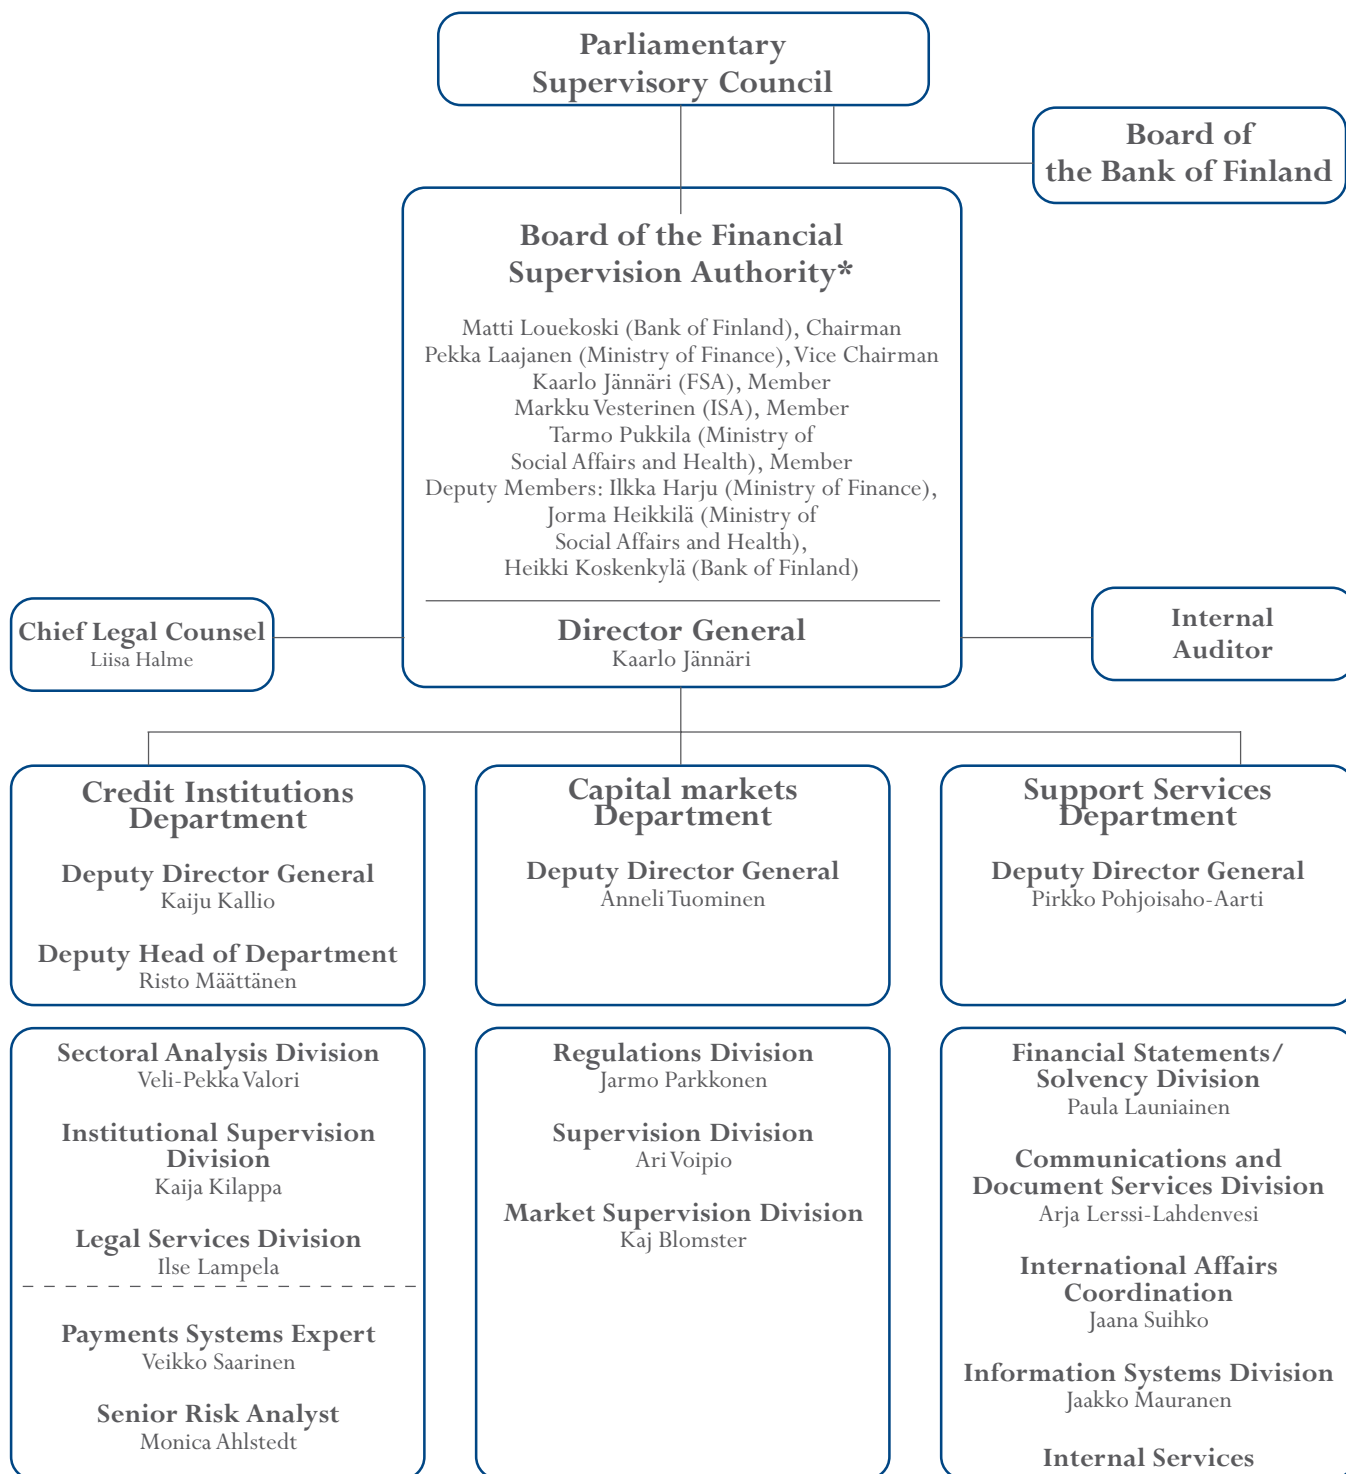 Parliamentary
Supervisory Council
Board of
the Bank of Finland
Board of the Financial
Supervision Authority*
Matti Louekoski (Bank of Finland), Chairman
Pekka Laajanen (Ministry of Finance), Vice Chairman
Kaarlo Jännäri (FSA), Member
Markku Vesterinen (ISA), Member
Tarmo Pukkila (Ministry of
Social Affairs and Health), Member
Deputy Members: Ilkka Harju (Ministry of Finance),
Jorma Heikkilä (Ministry of
Social Affairs and Health),
Heikki Koskenkylä (Bank of Finland)
Chief Legal Counsel
Liisa Halme
Director General
Kaarlo Jännäri
Internal
Auditor
Credit Institutions
Department
Deputy Director General
Kaiju Kallio
Deputy Head of Department
Risto Määttänen
Capital markets
Department
Deputy Director General
Anneli Tuominen
Support Services
Department
Deputy Director General
Pirkko Pohjoisaho-Aarti
Sectoral Analysis Division
Veli-Pekka Valori
Institutional Supervision
Division
Kaija Kilappa
Legal Services Division
Ilse Lampela
Payments Systems Expert
Veikko Saarinen
Senior Risk Analyst
Monica Ahlstedt
Regulations Division
Jarmo Parkkonen
Supervision Division
Ari Voipio
Market Supervision Division
Kaj Blomster
Financial Statements/
Solvency Division
Paula Launiainen
Communications and
Document Services Division
Arja Lerssi-Lahdenvesi
International Affairs
Coordination
Jaana Suihko
Information Systems Division
Jaakko Mauranen
Internal Services